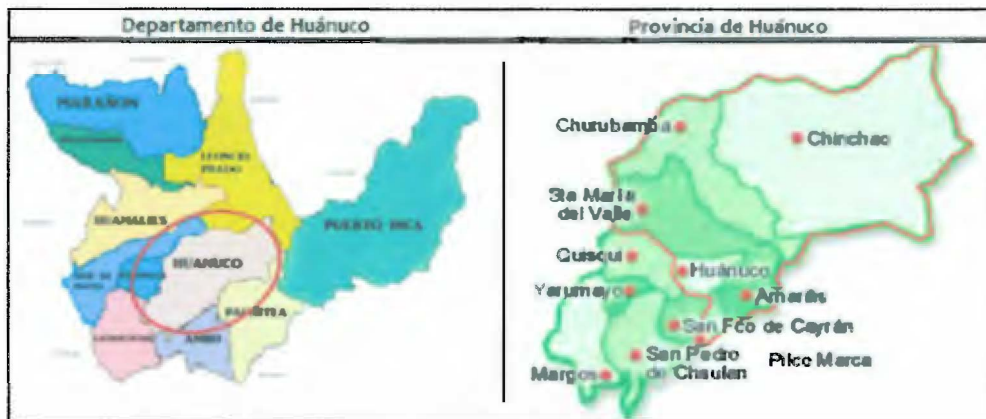 Departamento de Huánuco
Provincia de Huánuco
MARAÑON
LEONCIO
PRADO
HUAMALIES
PUERTO INCA
HUANUCO
PACHITEA
AMBO
Churubamba
Chinchao
Sta María
del Valle
Quisqui
Huánuco
Yarumayo
Amarilis
San Fco de Cayrán
San Pedro
de Chaulan
Pilco Marca
Margos